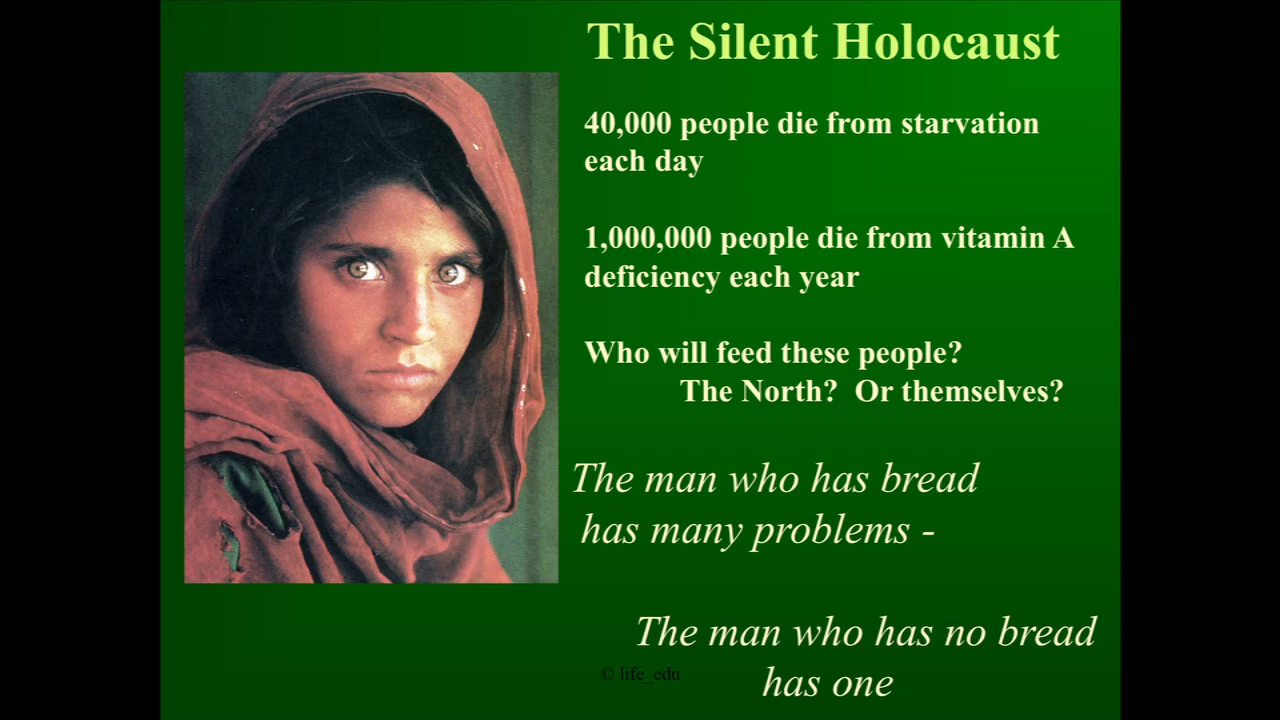 The Silent Holocaust
40,000 people die from starvation
each day
1,000,000 people die from vitamin A
deficiency each year
Who will feed these people?
The North? Or themselves?
The man who has bread
has many problems -
The man who has no bread
has one
© life_edu